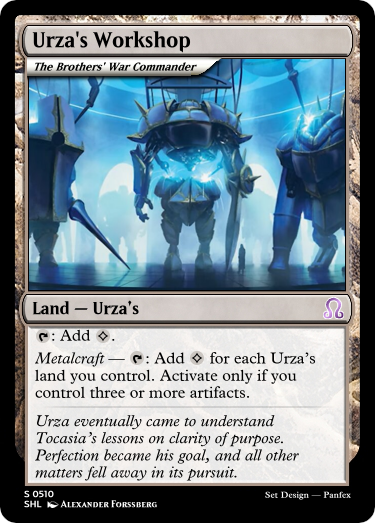 Urza's Workshop
The Brothers' War Commander
Land — Urza's
: Add .
Metalcraft — : Add for each Urza's
land you control. Activate only if you
control three or more artifacts.
Urza eventually came to understand
Tocasia's lessons on clarity of purpose.
Perfection became his goal, and all other
matters fell away in its pursuit.
S 0510
SHL Alexander Forssberg
Set Design — Panfex